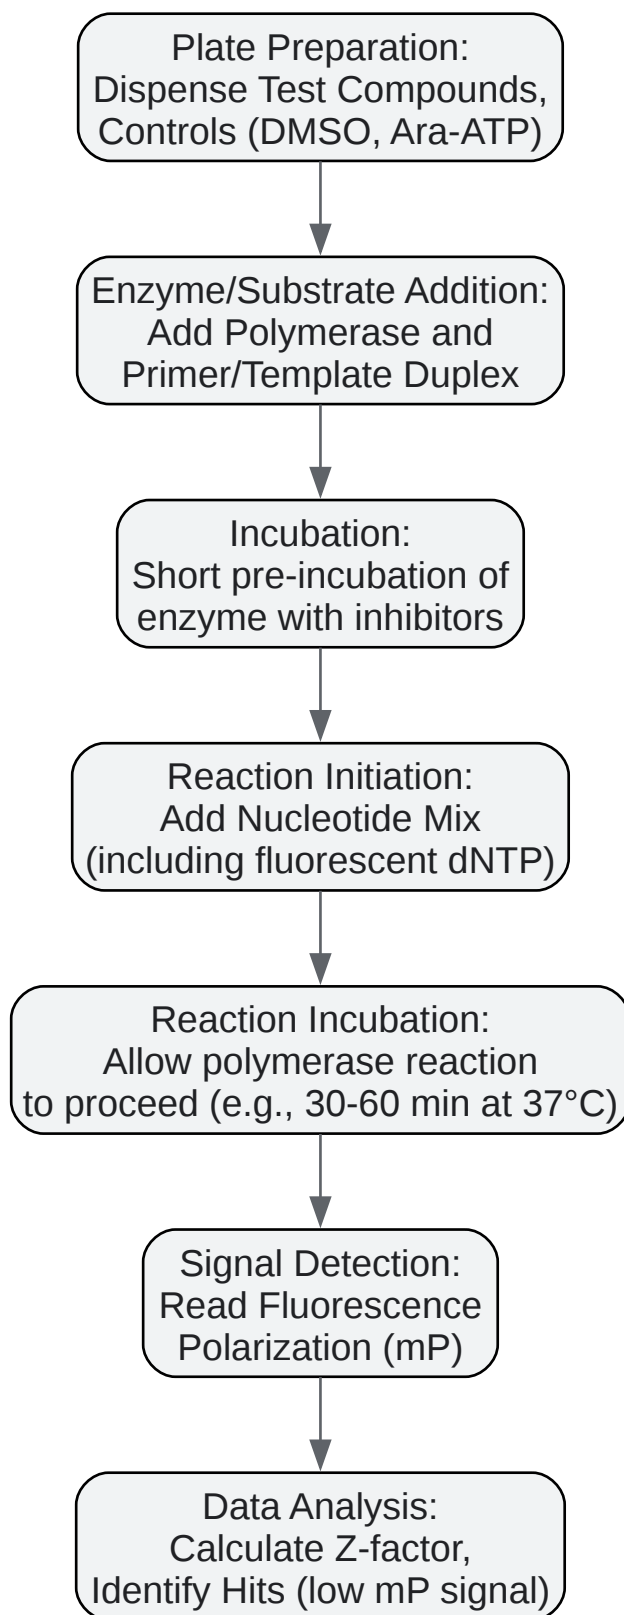 Plate Preparation:
Dispense Test Compounds,
Controls (DMSO, Ara-ATP)
Enzyme/Substrate Addition:
Add Polymerase and
Primer/Template Duplex
Incubation:
Short pre-incubation of
enzyme with inhibitors
Reaction Initiation:
Add Nucleotide Mix
(including fluorescent dNTP)
Reaction Incubation:
Allow polymerase reaction
to proceed (e.g., 30-60 min at 37°C)
Signal Detection:
Read Fluorescence
Polarization (mP)
Data Analysis:
Calculate Z-factor,
Identify Hits (low mP signal)